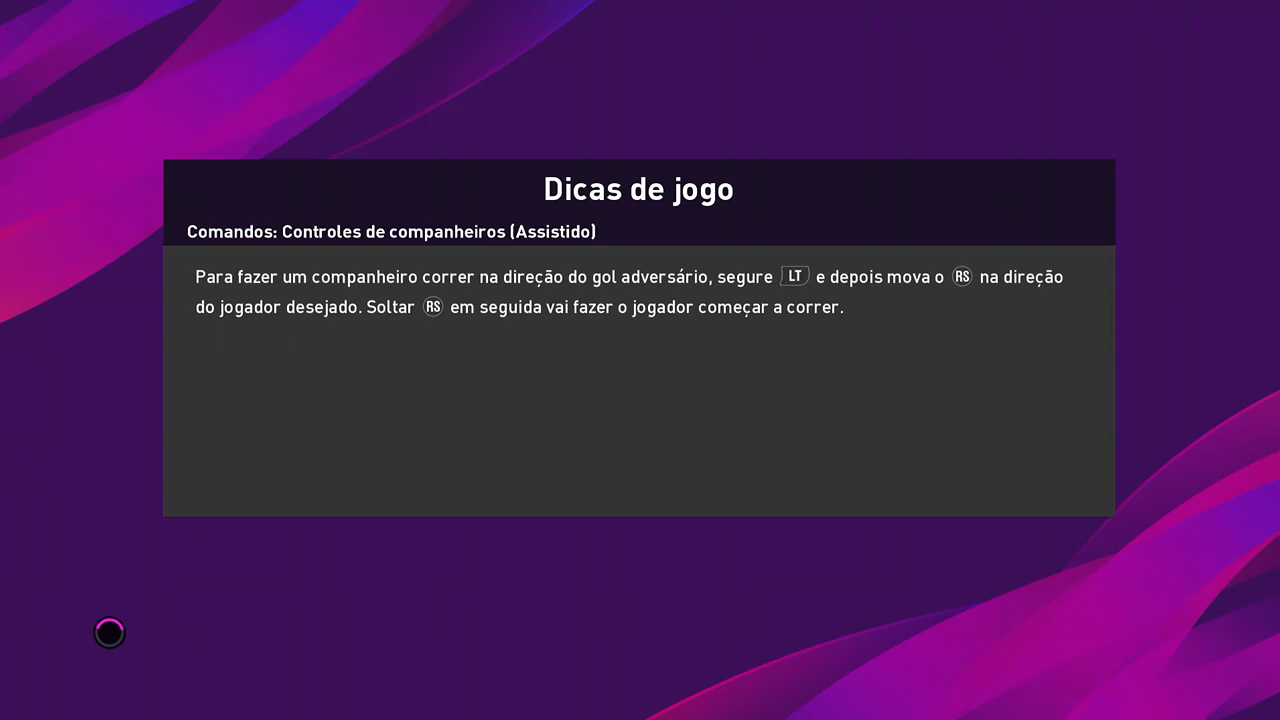 Dicas de jogo
Comandos: Controles de companheiros (Assistido)
Para fazer um companheiro correr na direção do gol adversário, segure LT e depois mova o RS na direção
do jogador desejado. Soltar RS em seguida vai fazer o jogador começar a correr.